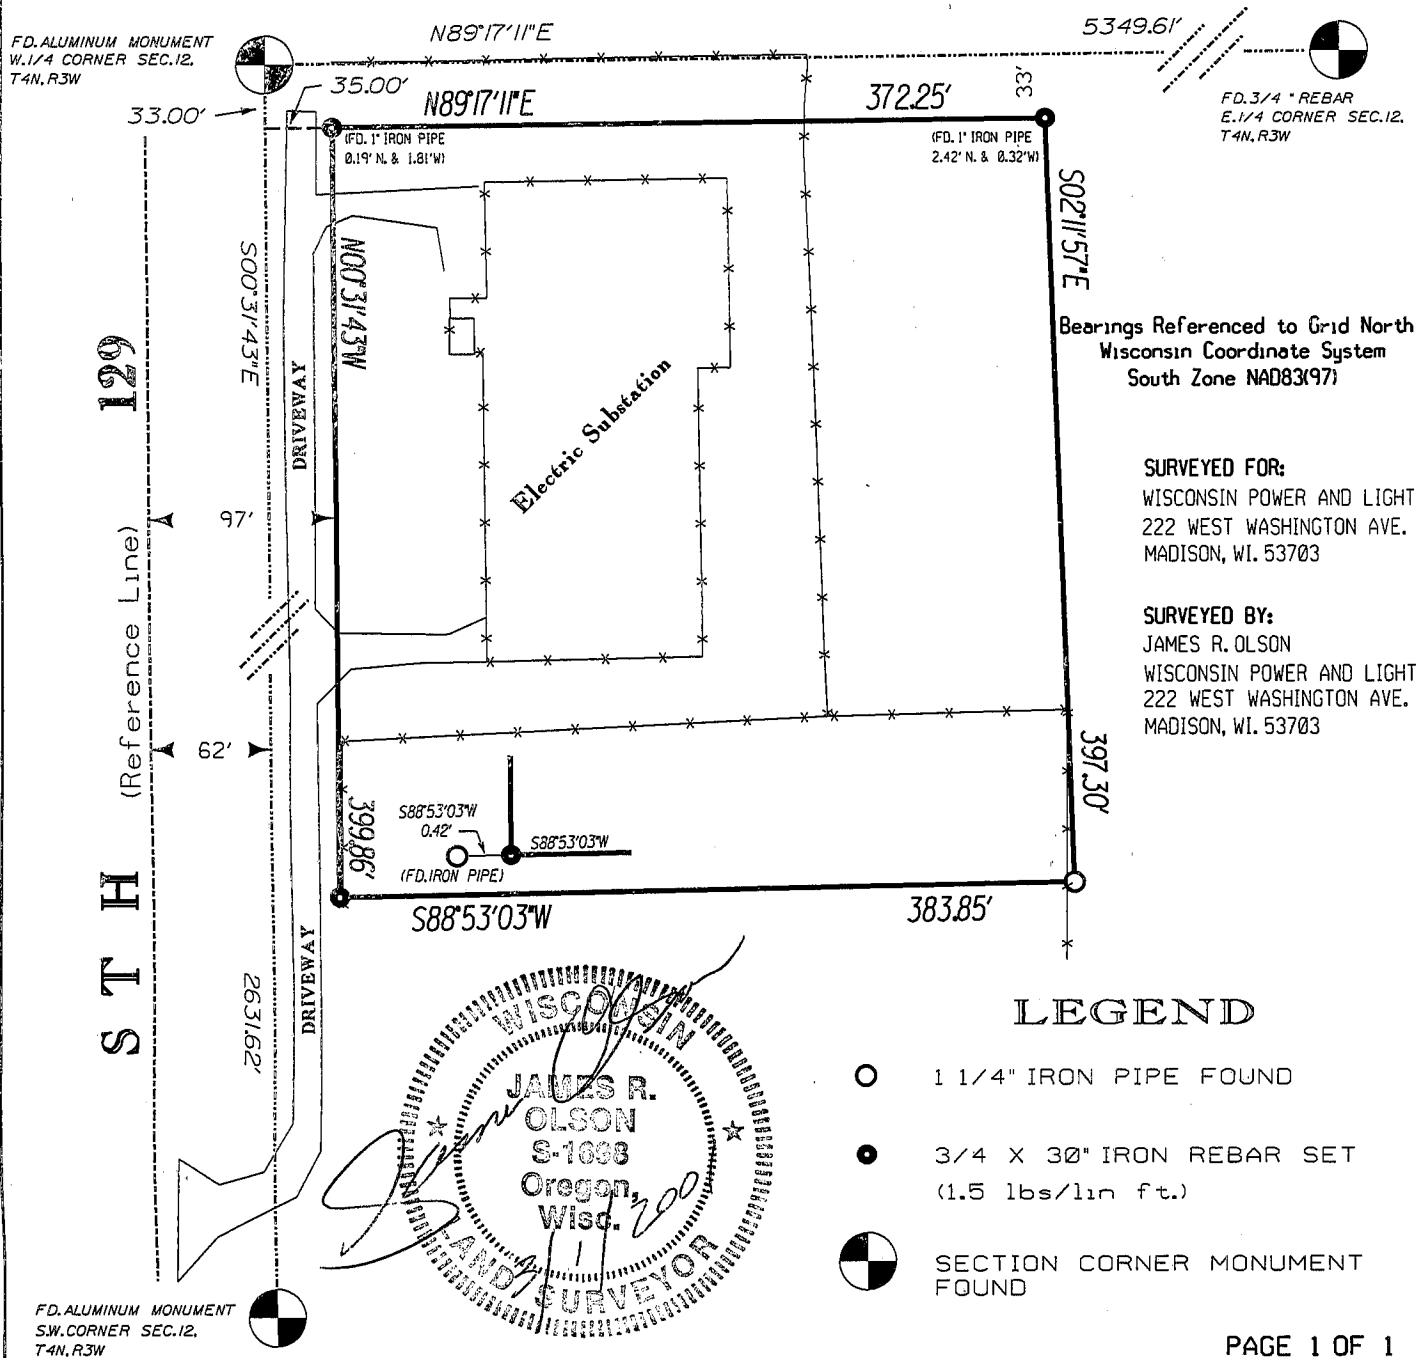 N89°17'11"E
5349.61'
FD. ALUMINUM MONUMENT
W.1/4 CORNER SEC.12,
T4N, R3W
33.00'
35.00'
N89°17'11"E
372.25'
33'
FD.3/4 " REBAR
E.1/4 CORNER SEC.12,
T4N, R3W
(FD. 1" IRON PIPE
0.19' N. & 1.81'W)
(FD. 1" IRON PIPE
2.42' N. & 0.32'W)
S02°11'57"E
S00°31'43"E
N00°31'43"W
Bearings Referenced to Grid North
Wisconsin Coordinate System
South Zone NAD83(97)
DRIVEWAY
Electric Substation
S T H 129
(Reference Line)
97'
62'
SURVEYED FOR:
WISCONSIN POWER AND LIGHT
222 WEST WASHINGTON AVE.
MADISON, WI. 53703
SURVEYED BY:
JAMES R. OLSON
WISCONSIN POWER AND LIGHT
222 WEST WASHINGTON AVE.
MADISON, WI. 53703
397.30'
399.86'
S88°53'03"W
0.42'
S88°53'03"W
(FD. IRON PIPE)
S88°53'03"W
383.85'
DRIVEWAY
2631.62'
WISCONSIN
JAMES R.
OLSON
S-1698
Oregon,
Wisc.
LAND SURVEYOR
LEGEND
1 1/4" IRON PIPE FOUND
3/4 X 30" IRON REBAR SET
(1.5 lbs/lin ft.)
SECTION CORNER MONUMENT
FOUND
FD. ALUMINUM MONUMENT
S.W. CORNER SEC.12,
T4N, R3W
PAGE 1 OF 1